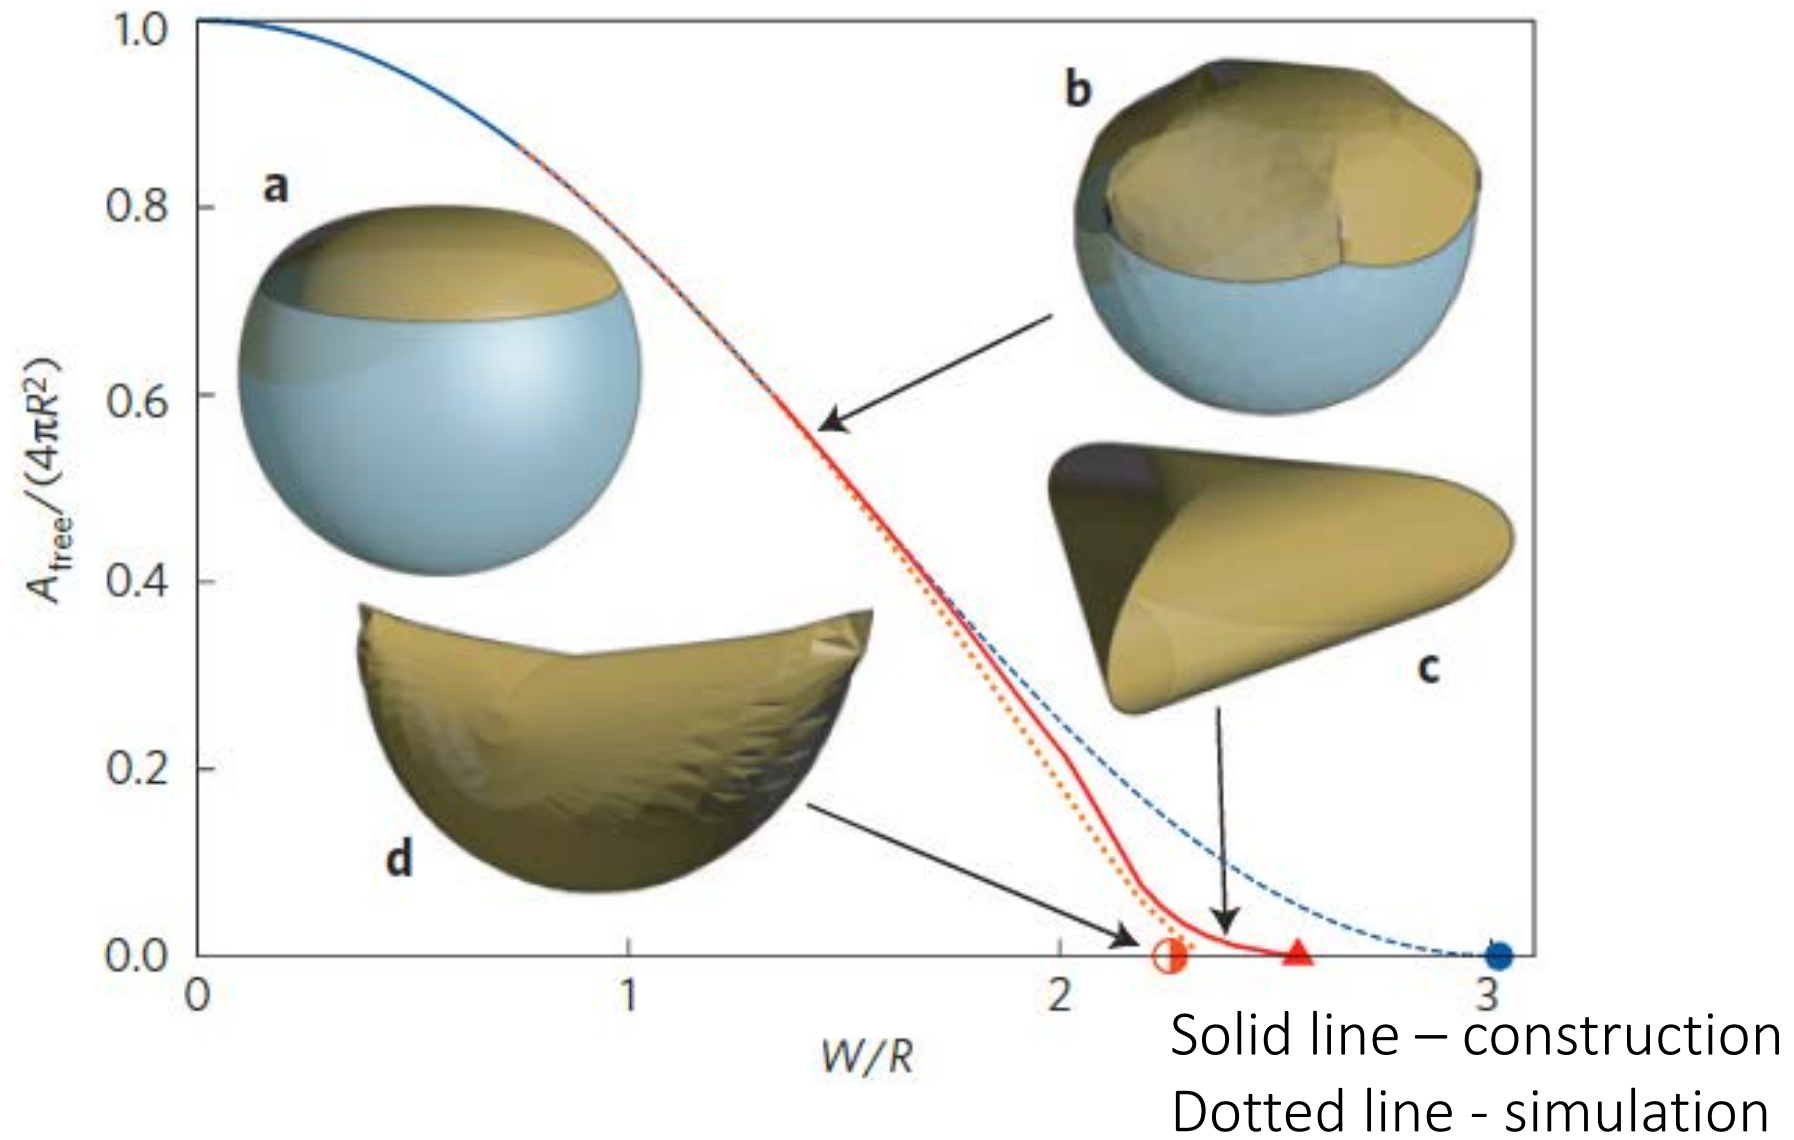 1.0
0.8
0.6
0.4
0.2
0.0
A_free/(4πR²)
a
b
c
d
0
1
2
3
W/R
Solid line – construction
Dotted line - simulation